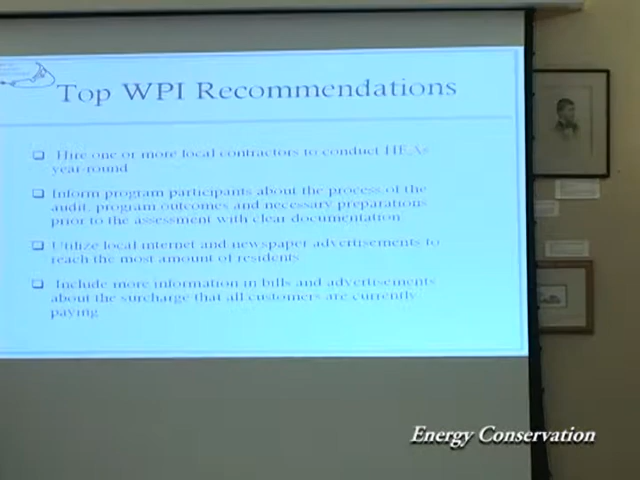 Top WPI Recommendations
❑ Hire one or more local contractors to conduct HEAs
year-round
❑ Inform program participants about the process of the
audit, program outcomes and necessary preparations
prior to the assessment with clear documentation
❑ Utilize local internet and newspaper advertisements to
reach the most amount of residents
❑ Include more information in bills and advertisements
about the surcharge that all customers are currently
paying
Energy Conservation